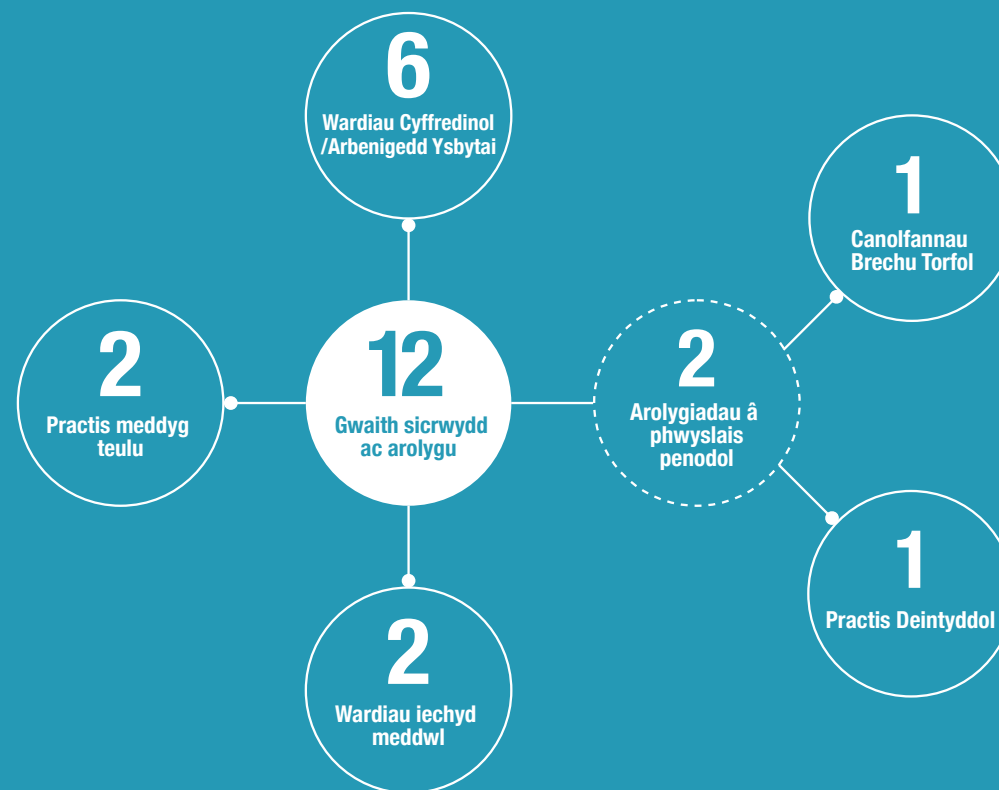 6
Wardiau Cyffredinol
/Arbenigedd Ysbytai
1
Canolfannau
Brechu Torfol
2
Practis meddyg
teulu
12
Gwaith sicrwydd
ac arolygu
2
Arolygiadau â
phwyslais
penodol
1
Practis Deintyddol
2
Wardiau iechyd
meddwl